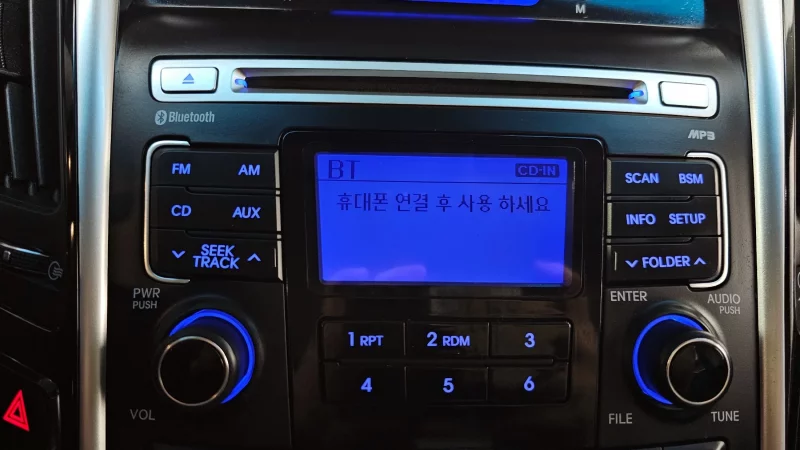 M
Bluetooth
MP3
FM AM
CD AUX
SEEK
TRACK
BT CD-IN
휴대폰 연결 후 사용 하세요
SCAN BSM
INFO SETUP
FOLDER
PWR
PUSH
VOL
1 RPT 2 RDM 3
4 5 6
ENTER
AUDIO
PUSH
FILE
TUNE